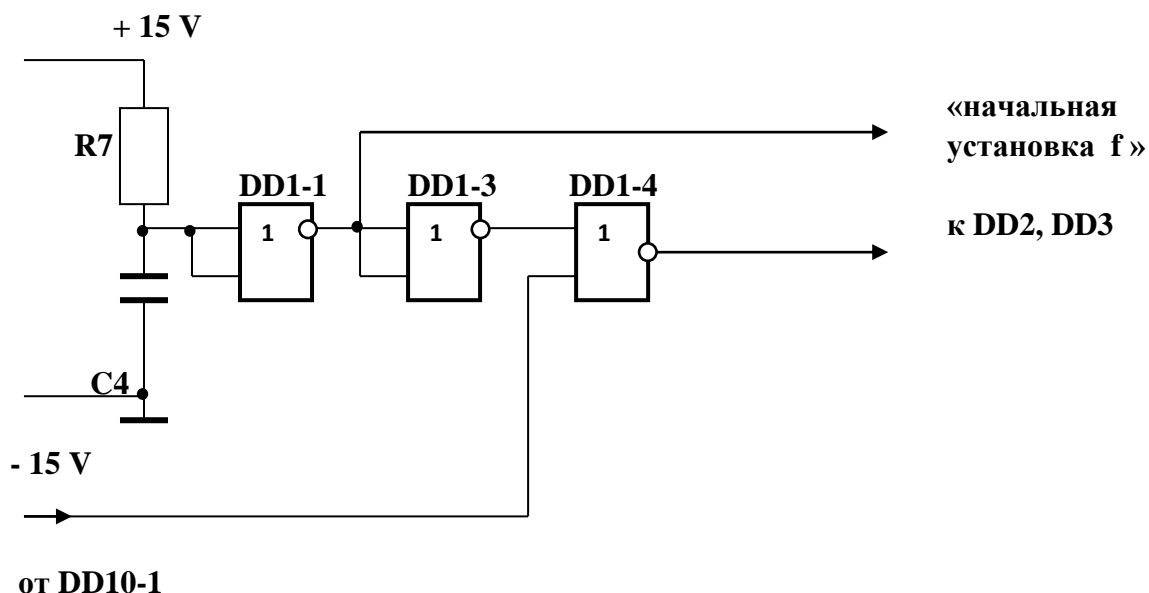 + 15 V
R7
«начальная
установка f »
DD1-1
DD1-3
DD1-4
1
1
1
к DD2, DD3
C4
- 15 V
от DD10-1